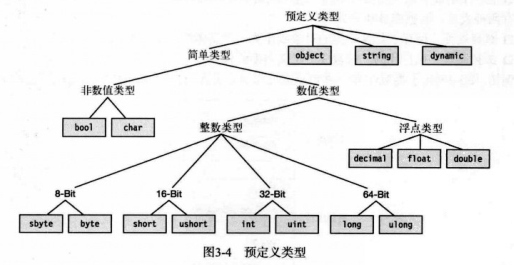 预定义类型
简单类型
object
string
dynamic
非数值类型
数值类型
bool
char
整数类型
浮点类型
decimal
float
double
8-Bit
16-Bit
32-Bit
64-Bit
sbyte
byte
short
ushort
int
uint
long
ulong
图3-4 预定义类型